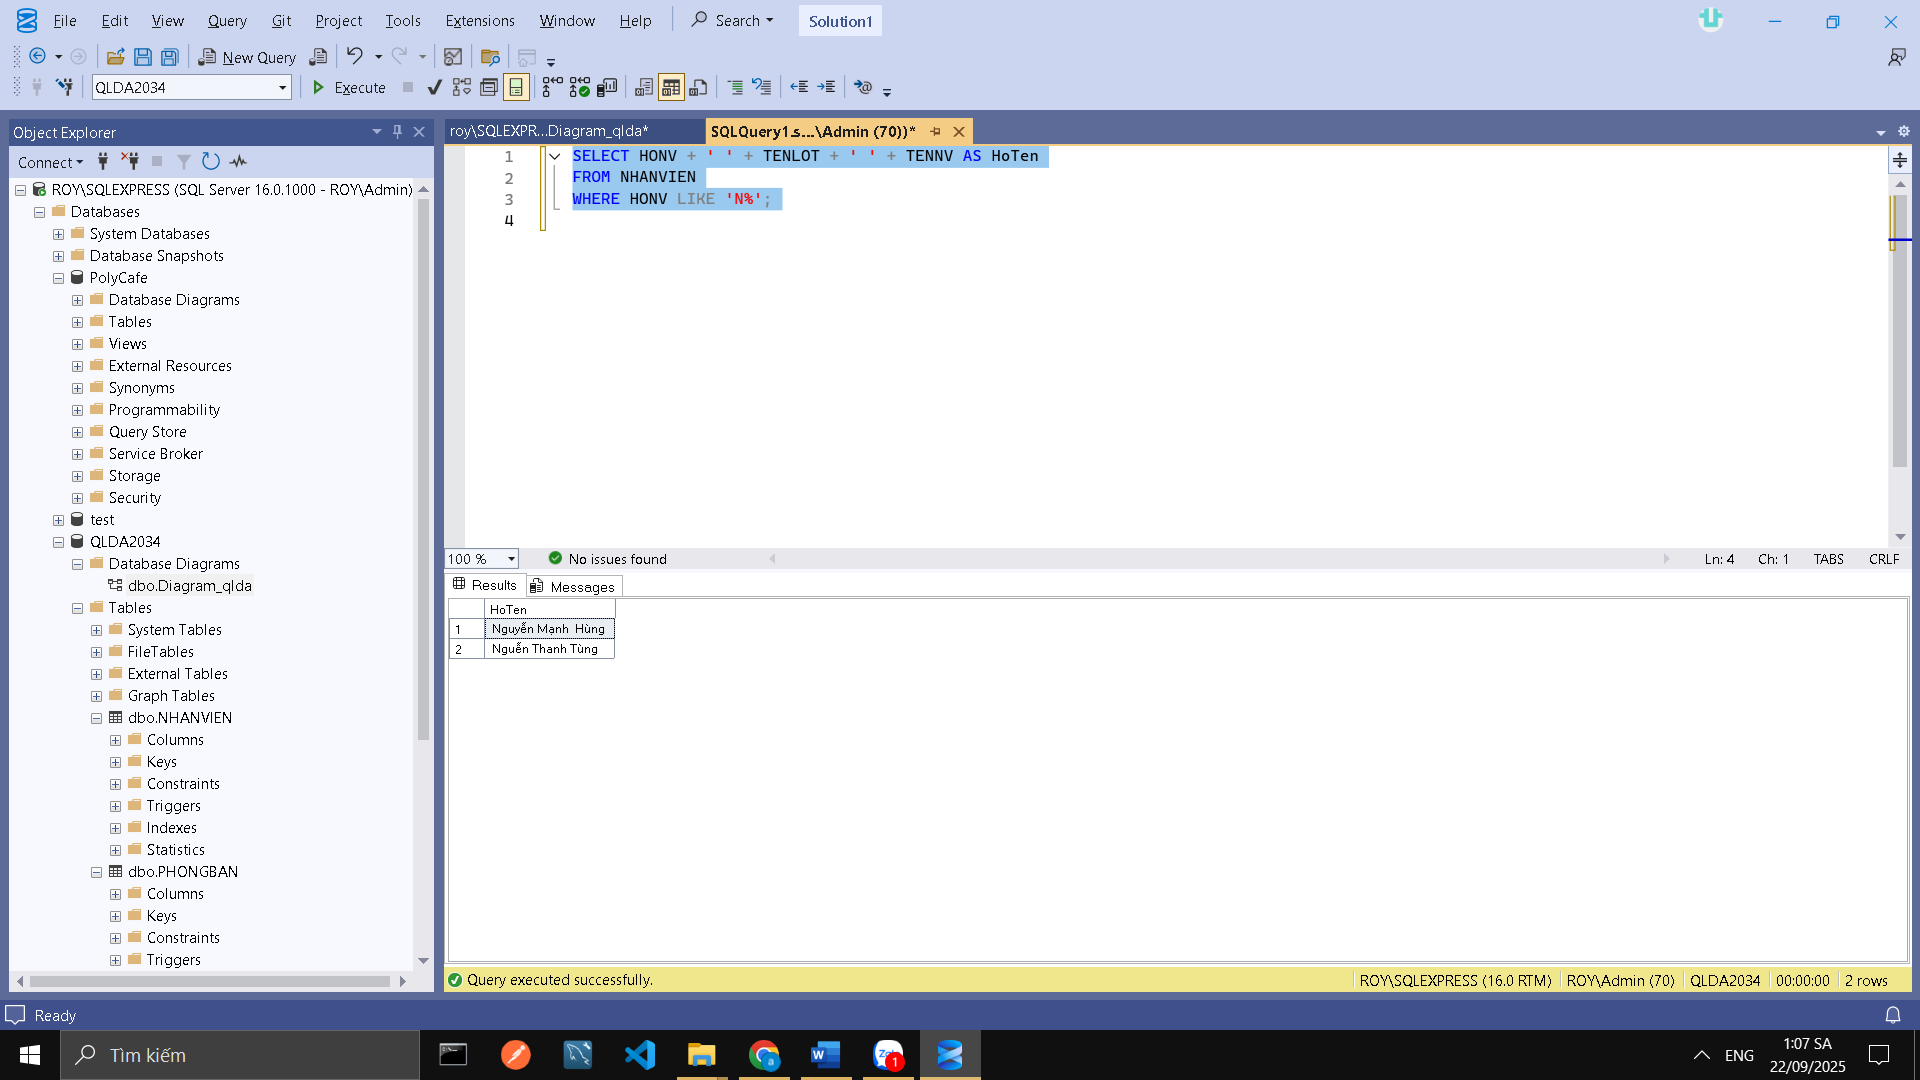 File Edit View Query Git Project Tools Extensions Window Help Search Solution1
New Query
QLDA2034 Execute
Object Explorer
Connect
ROY\SQLEXPRESS (SQL Server 16.0.1000 - ROY\Admin)
Databases
System Databases
Database Snapshots
PolyCafe
Database Diagrams
Tables
Views
External Resources
Synonyms
Programmability
Query Store
Service Broker
Storage
Security
test
QLDA2034
Database Diagrams
dbo.Diagram_qlda
Tables
System Tables
FileTables
External Tables
Graph Tables
dbo.NHANVIEN
Columns
Keys
Constraints
Triggers
Indexes
Statistics
dbo.PHONGBAN
Columns
Keys
Constraints
Triggers
roy\SQLEXPR...Diagram_qlda* SQLQuery1.s...\Admin (70))*
1 SELECT HONV + ' ' + TENLOT + ' ' + TENNV AS HoTen
2 FROM NHANVIEN
3 WHERE HONV LIKE 'N%';
4
100 % No issues found Ln: 4 Ch: 1 TABS CRLF
Results Messages
HoTen
1 Nguyễn Mạnh  Hùng
2 Nguễn Thanh Tùng
Query executed successfully. ROY\SQLEXPRESS (16.0 RTM) ROY\Admin (70) QLDA2034 00:00:00 2 rows
Ready
Tìm kiếm
1
ENG
1:07 SA
22/09/2025